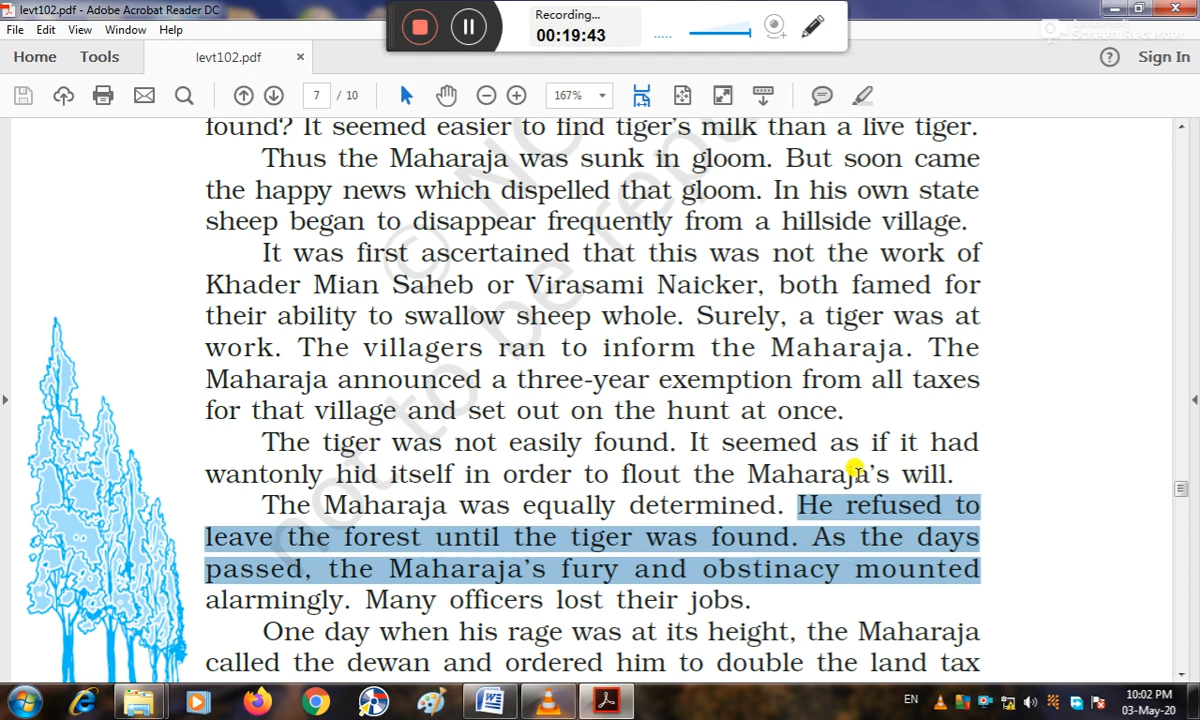 levt102.pdf - Adobe Acrobat Reader DC
Recording...
00:19:43
File Edit View Window Help
Home Tools levt102.pdf × Sign In
7 / 10 167%
found? It seemed easier to find tiger's milk than a live tiger.
Thus the Maharaja was sunk in gloom. But soon came
the happy news which dispelled that gloom. In his own state
sheep began to disappear frequently from a hillside village.
It was first ascertained that this was not the work of
Khader Mian Saheb or Virasami Naicker, both famed for
their ability to swallow sheep whole. Surely, a tiger was at
work. The villagers ran to inform the Maharaja. The
Maharaja announced a three-year exemption from all taxes
for that village and set out on the hunt at once.
The tiger was not easily found. It seemed as if it had
wantonly hid itself in order to flout the Maharaja's will.
The Maharaja was equally determined. He refused to
leave the forest until the tiger was found. As the days
passed, the Maharaja's fury and obstinacy mounted
alarmingly. Many officers lost their jobs.
One day when his rage was at its height, the Maharaja
called the dewan and ordered him to double the land tax
not to be repu
© NC
EN
10:02 PM
03-May-20